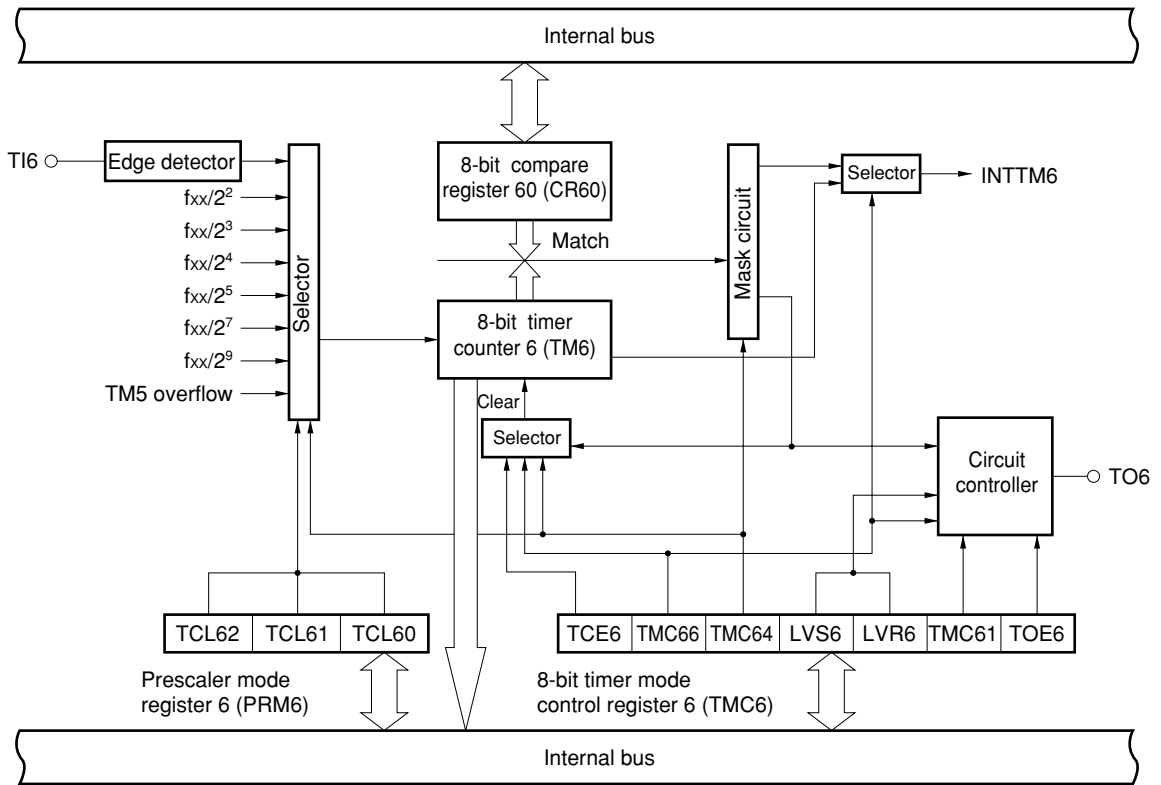 Internal bus
TI6
Edge detector
fxx/2²
fxx/2³
fxx/2⁴
fxx/2⁵
fxx/2⁷
fxx/2⁹
TM5 overflow
Selector
8-bit compare
register 60 (CR60)
Match
8-bit timer
counter 6 (TM6)
Clear
Selector
Mask circuit
Selector
INTTM6
Circuit
controller
TO6
TCL62 TCL61 TCL60
Prescaler mode
register 6 (PRM6)
TCE6 TMC66 TMC64 LVS6 LVR6 TMC61 TOE6
8-bit timer mode
control register 6 (TMC6)
Internal bus